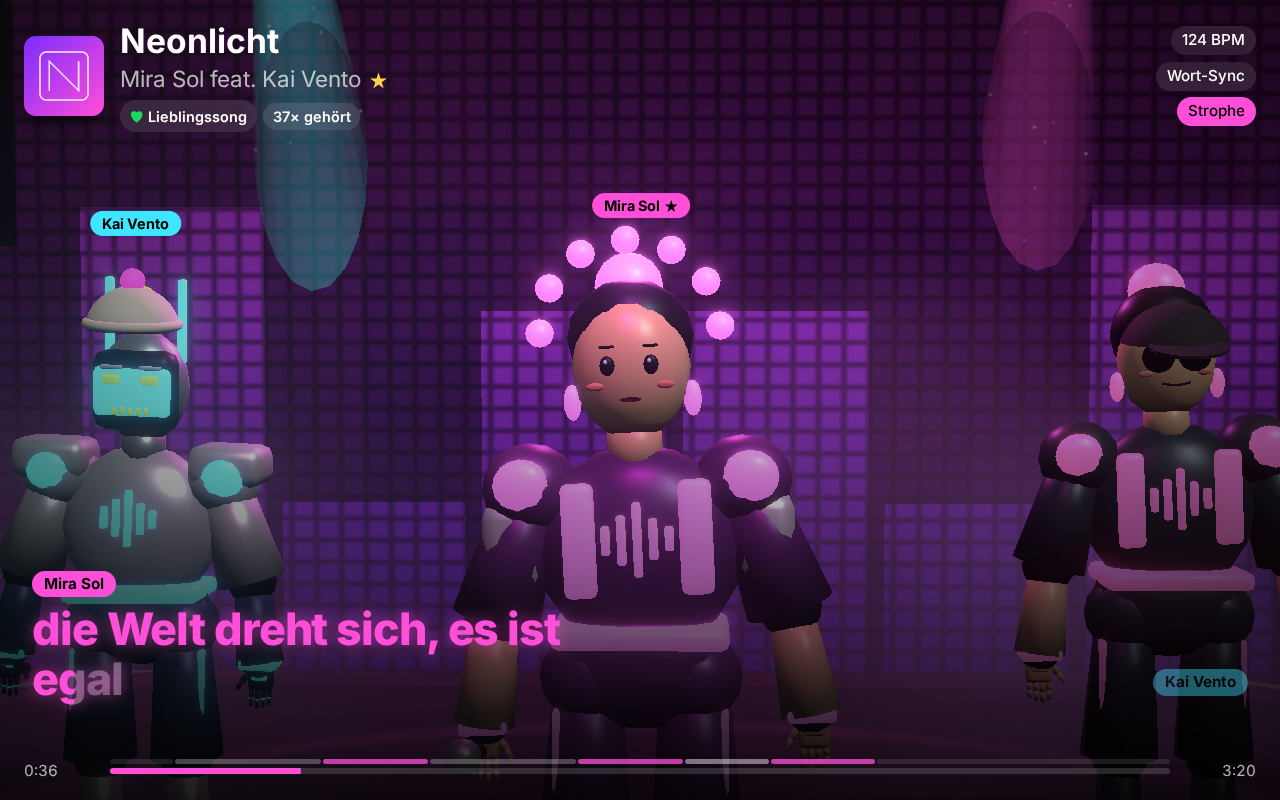 N
Neonlicht
Mira Sol feat. Kai Vento ★
Lieblingssong
37× gehört
124 BPM
Wort-Sync
Strophe
Kai Vento
Mira Sol ★
Mira Sol
die Welt dreht sich, es ist
egal
Kai Vento
0:36
3:20